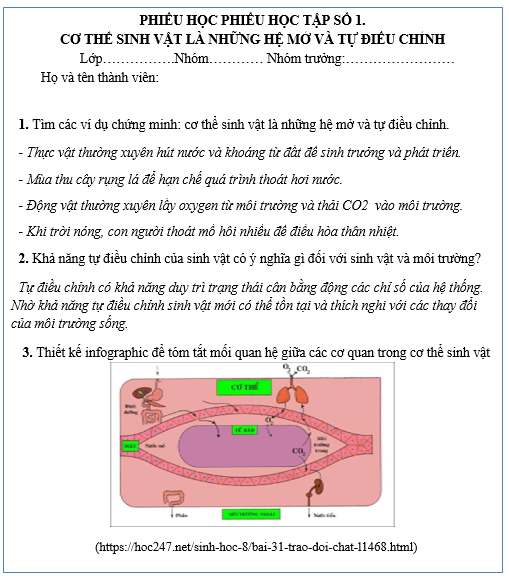 PHIẾU HỌC PHIẾU HỌC TẬP SỐ 1.
CƠ THỂ SINH VẬT LÀ NHỮNG HỆ MỞ VÀ TỰ ĐIỀU CHỈNH
Lớp…………….Nhóm………… Nhóm trưởng:……………………
Họ và tên thành viên:
1. Tìm các ví dụ chứng minh: cơ thể sinh vật là những hệ mở và tự điều chỉnh.
- Thực vật thường xuyên hút nước và khoáng từ đất để sinh trưởng và phát triển.
- Mùa thu cây rụng lá để hạn chế quá trình thoát hơi nước.
- Động vật thường xuyên lấy oxygen từ môi trường và thải CO2 vào môi trường.
- Khi trời nóng, con người thoát mồ hôi nhiều để điều hòa thân nhiệt.
2. Khả năng tự điều chỉnh của sinh vật có ý nghĩa gì đối với sinh vật và môi trường?
Tự điều chỉnh có khả năng duy trì trạng thái cân bằng động các chỉ số của hệ thống.
Nhờ khả năng tự điều chỉnh sinh vật mới có thể tồn tại và thích nghi với các thay đổi
của môi trường sống.
3. Thiết kế infographic để tóm tắt mối quan hệ giữa các cơ quan trong cơ thể sinh vật
O2 CO2
CƠ THỂ
Dinh
dưỡng
O2
TẾ BÀO
MÁU
Nước mô
Môi
trường
trong
CO2
Phân
MÔI TRƯỜNG NGOÀI
Nước tiểu
(https://hoc247.net/sinh-hoc-8/bai-31-trao-doi-chat-l1468.html)